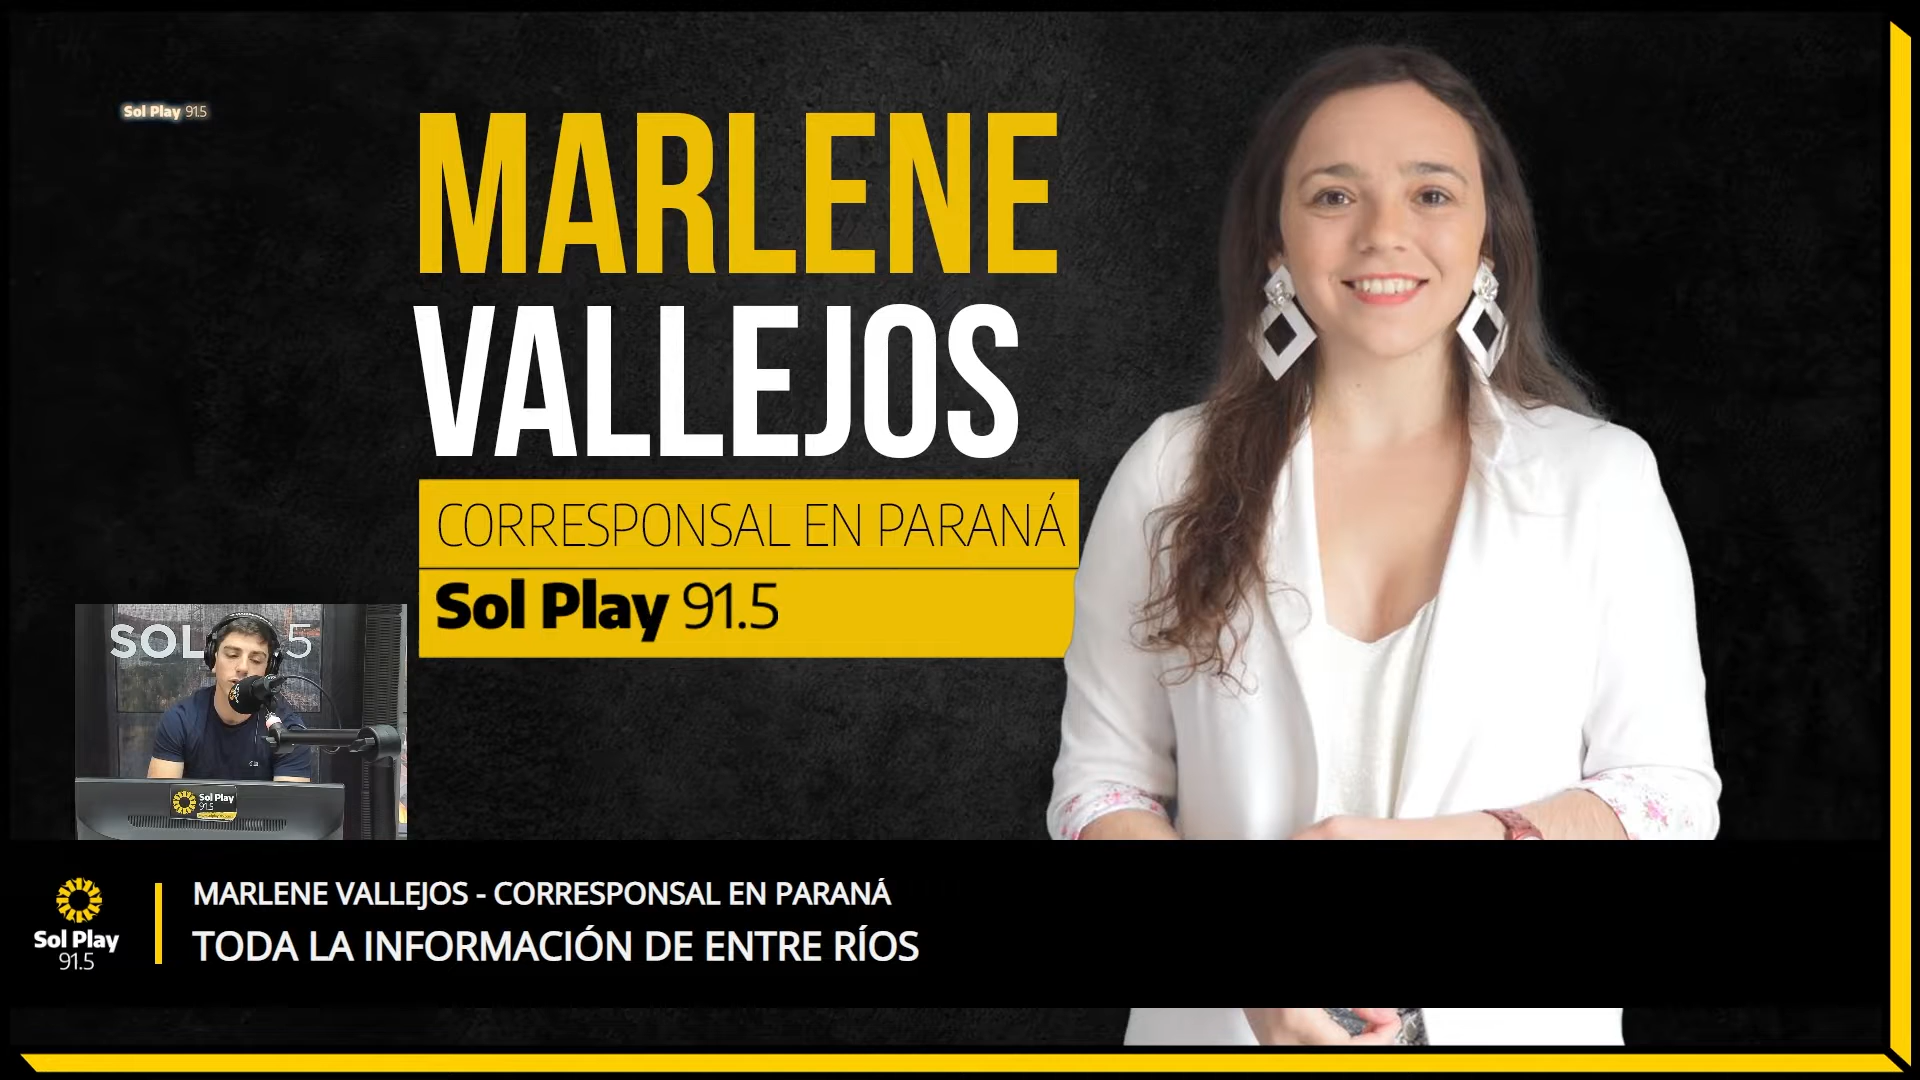 Sol Play 91.5
MARLENE
VALLEJOS
CORRESPONSAL EN PARANÁ
Sol Play 91.5
SOL 5
Sol Play
91.5
MARLENE VALLEJOS - CORRESPONSAL EN PARANÁ
TODA LA INFORMACIÓN DE ENTRE RÍOS
Sol Play
91.5